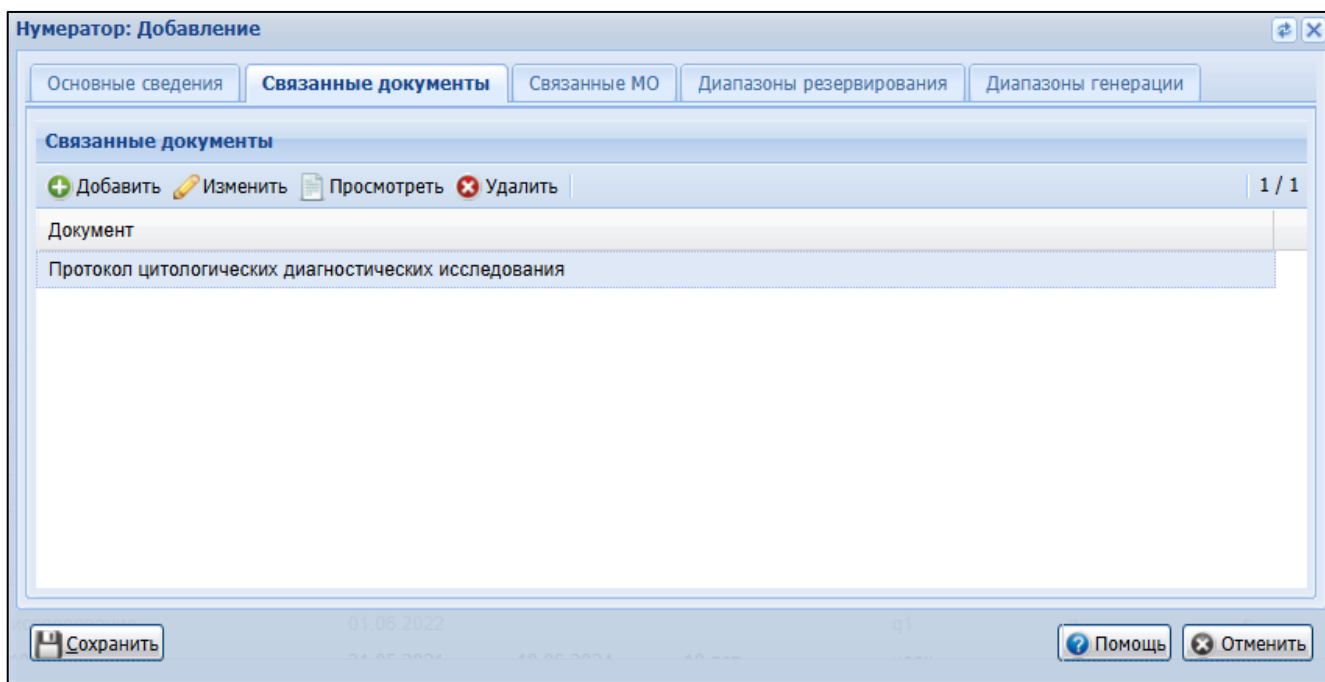 Нумератор: Добавление
Основные сведения Связанные документы Связанные МО Диапазоны резервирования Диапазоны генерации
Связанные документы
Добавить Изменить Просмотреть Удалить 1 / 1
Документ
Протокол цитологических диагностических исследования
01.06.2022 q1
Сохранить Помощь Отменить